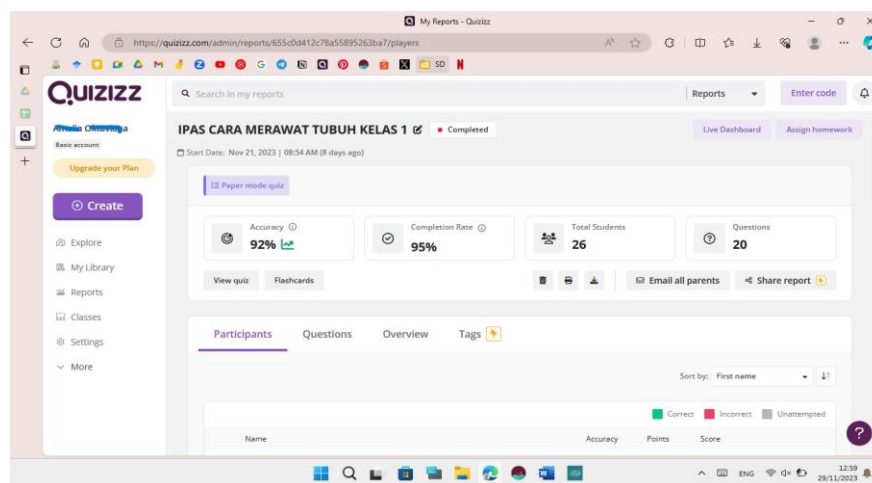 My Reports - Quizizz
https://quizizz.com/admin/reports/655c0d412c78a55895263ba7/players
SD
QUIZIZZ
Search in my reports
Reports
Enter code
Basic account
Upgrade your Plan
Create
Explore
My Library
Reports
Classes
Settings
More
IPAS CARA MERAWAT TUBUH KELAS 1
Completed
Live Dashboard
Assign homework
Start Date: Nov 21, 2023 | 08:54 AM (8 days ago)
Paper mode quiz
Accuracy
92%
Completion Rate
95%
Total Students
26
Questions
20
View quiz
Flashcards
Email all parents
Share report
Participants
Questions
Overview
Tags
Sort by: First name
Correct
Incorrect
Unattempted
Name
Accuracy
Points
Score
?
ENG
12:59
29/11/2023